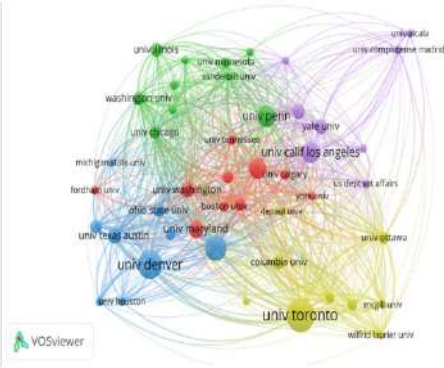 univ alcala
univ complutense madrid
univ illinois
univ minnesota
vanderbilt univ
washington univ
univ penn
univ chicago
yale univ
univ tennessee
univ calif los angeles
michigan state univ
univ calgary
us dept vet affairs
fordham univ
univ washington
york univ
boston univ
ohio state univ
depaul univ
univ maryland
univ texas austin
univ ottawa
columbia univ
univ denver
univ houston
mcgill univ
univ toronto
wilfrid laurier univ
VOSviewer